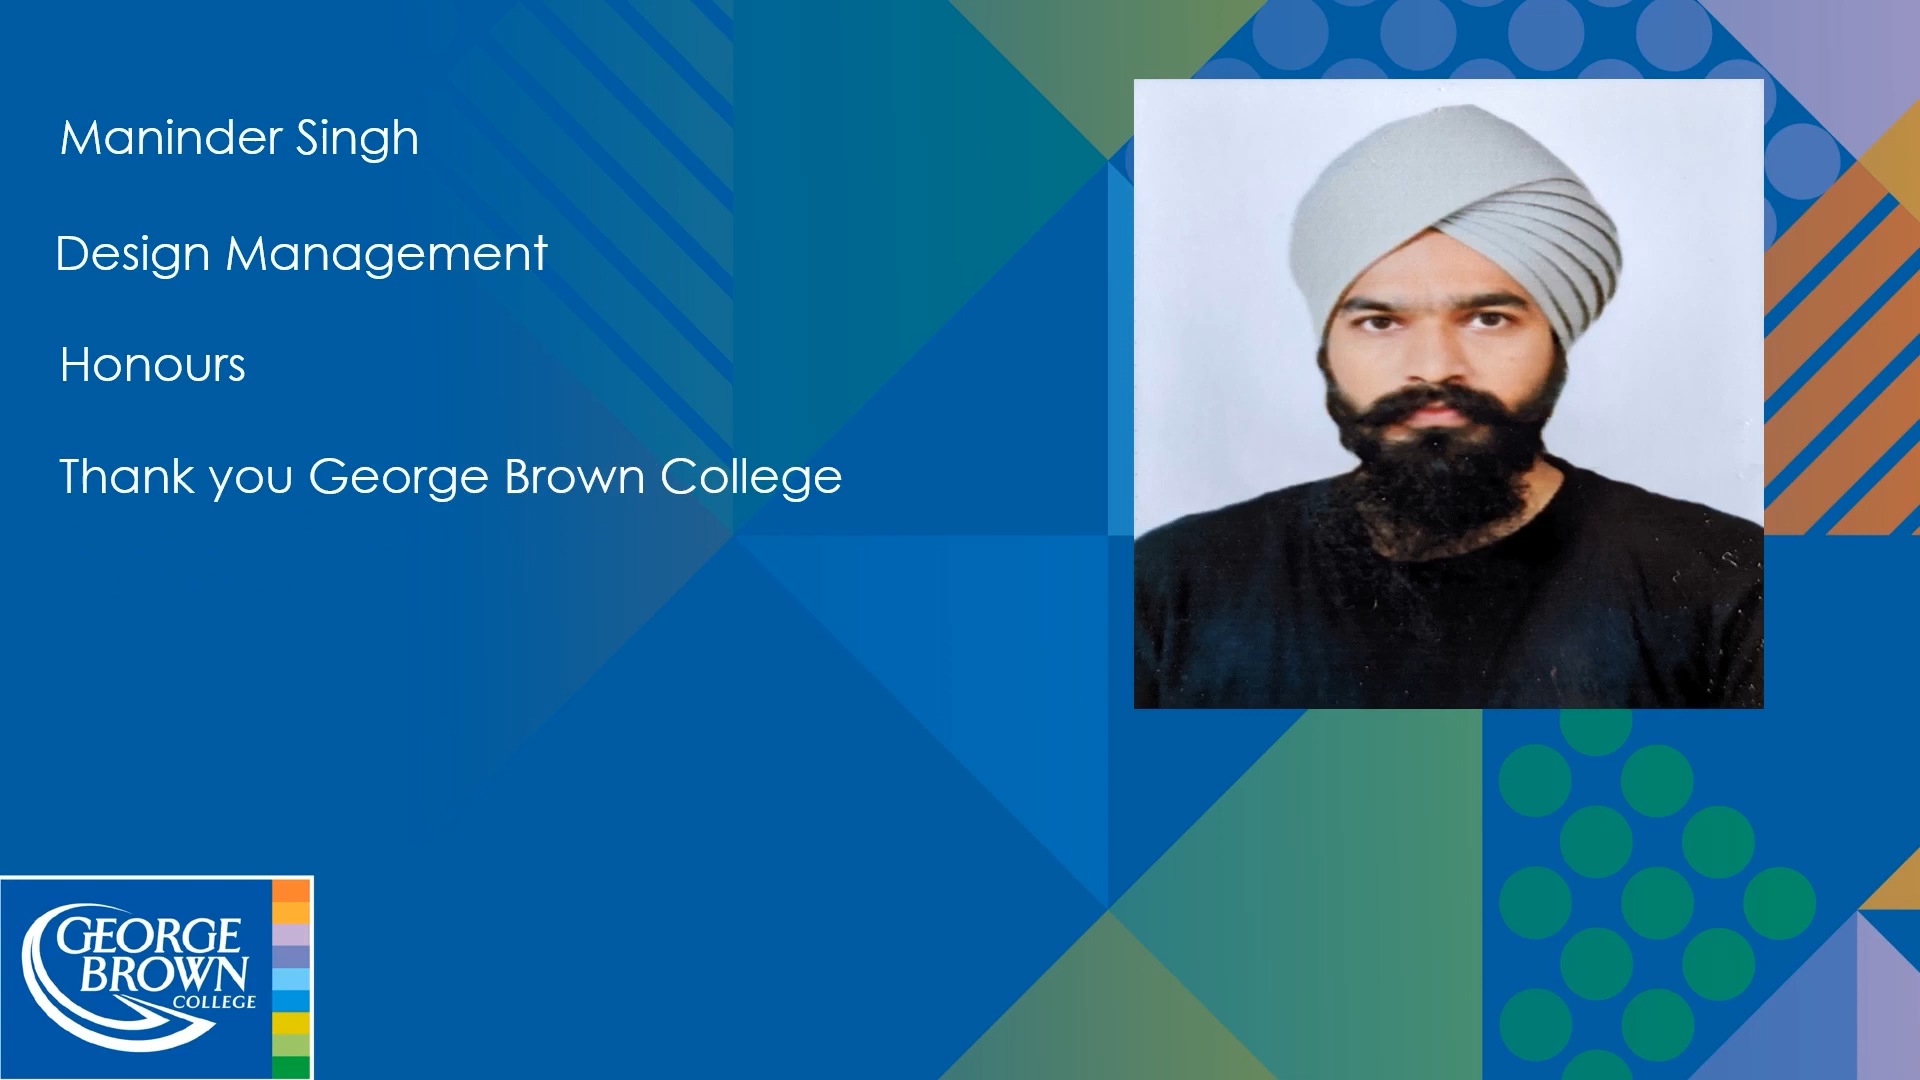 Maninder Singh
Design Management
Honours
Thank you George Brown College
GEORGE
BROWN
COLLEGE